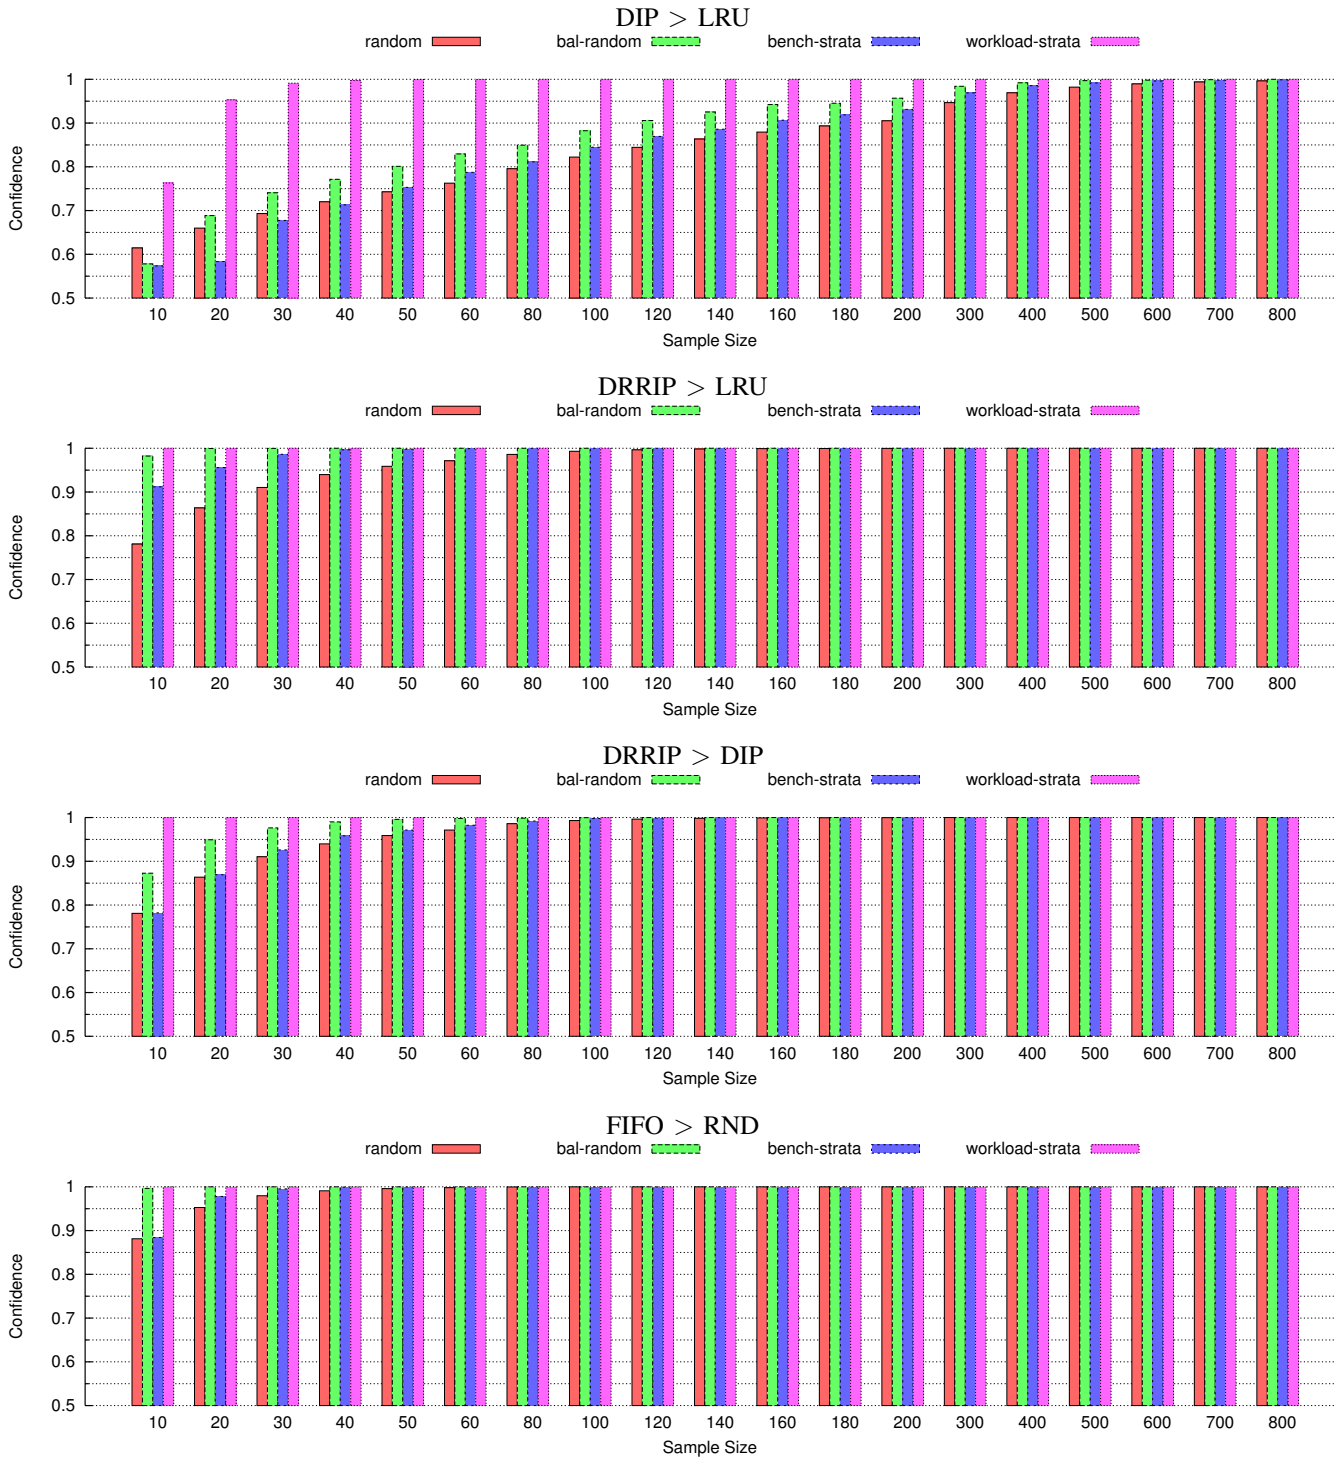 DIP > LRU
random bal-random bench-strata workload-strata
1
0.9
0.8
0.7
0.6
0.5
Confidence
10 20 30 40 50 60 80 100 120 140 160 180 200 300 400 500 600 700 800
Sample Size
DRRIP > LRU
random bal-random bench-strata workload-strata
1
0.9
0.8
0.7
0.6
0.5
Confidence
10 20 30 40 50 60 80 100 120 140 160 180 200 300 400 500 600 700 800
Sample Size
DRRIP > DIP
random bal-random bench-strata workload-strata
1
0.9
0.8
0.7
0.6
0.5
Confidence
10 20 30 40 50 60 80 100 120 140 160 180 200 300 400 500 600 700 800
Sample Size
FIFO > RND
random bal-random bench-strata workload-strata
1
0.9
0.8
0.7
0.6
0.5
Confidence
10 20 30 40 50 60 80 100 120 140 160 180 200 300 400 500 600 700 800
Sample Size